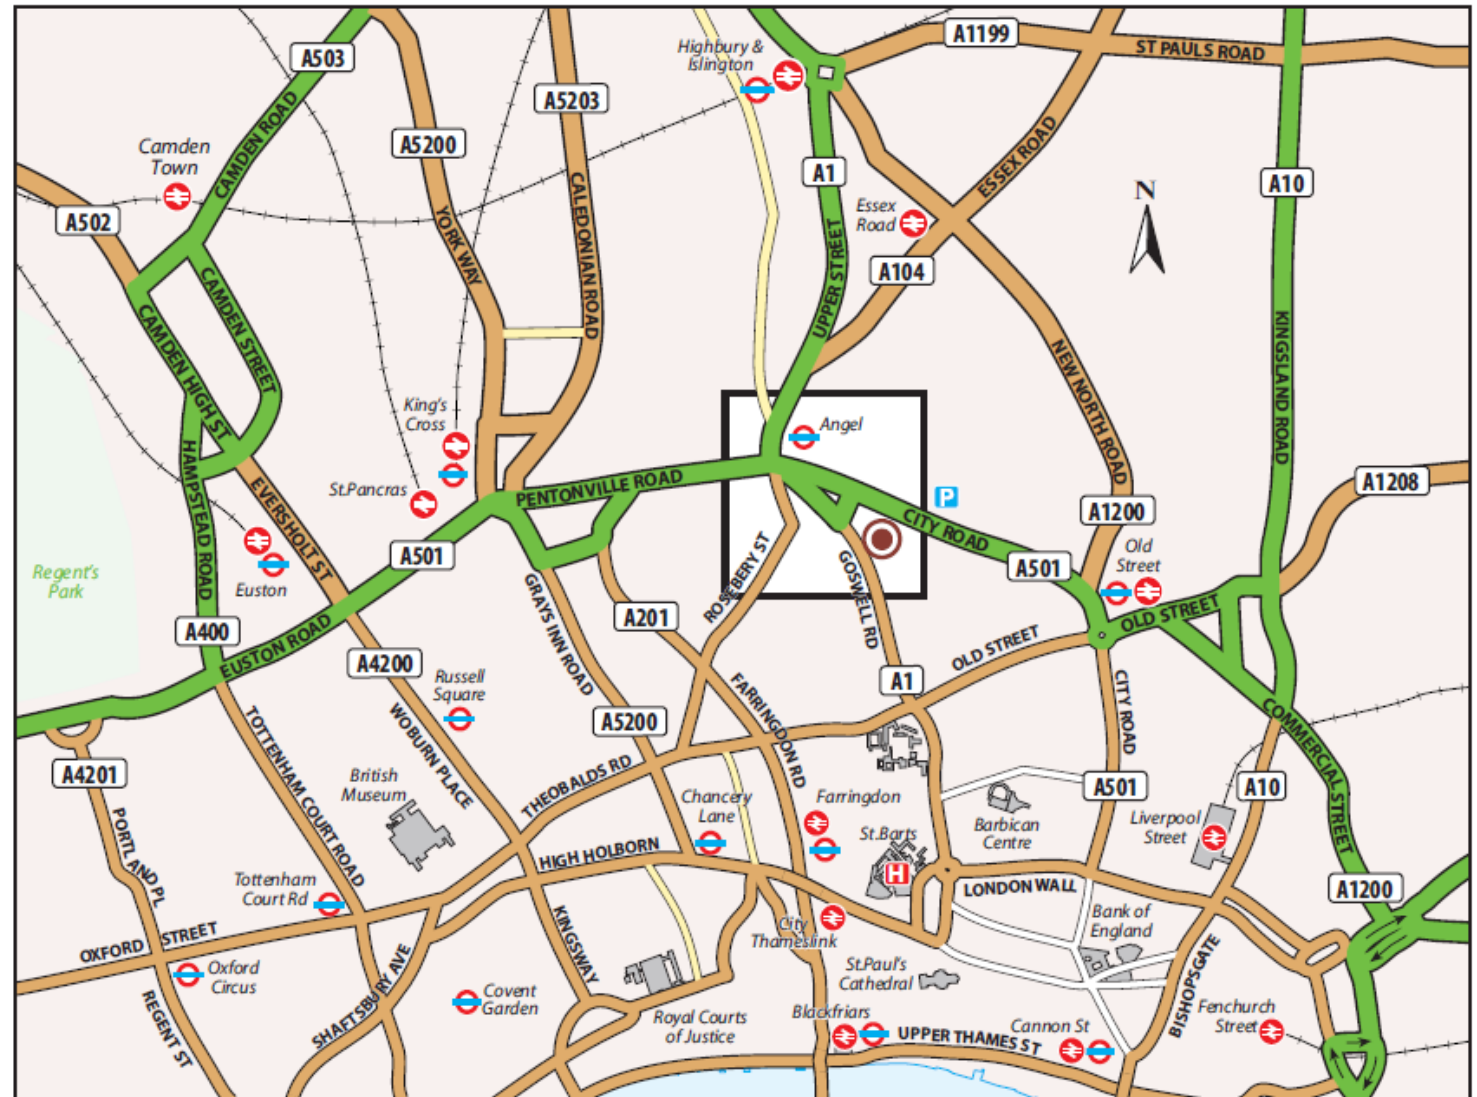 A503
A5200
A5203
Highbury &
Islington
A1199
ST PAULS ROAD
CAMDEN ROAD
Camden
Town
A502
YORK WAY
CALEDONIAN ROAD
A1
UPPER STREET
Essex
Road
ESSEX ROAD
A104
N
A10
KINGSLAND ROAD
CAMDEN STREET
CAMDEN HIGH ST
HAMPSTEAD ROAD
EVERSHOLT ST
King's
Cross
St.Pancras
PENTONVILLE ROAD
Angel
P
CITY ROAD
NEW NORTH ROAD
A1200
A1208
Regent's
Park
Euston
A501
A400
EUSTON ROAD
A4200
GRAYS INN ROAD
A201
ROSEBERY ST
GOSWELL RD
A501
Old
Street
OLD STREET
OLD STREET
A1
CITY ROAD
COMMERCIAL STREET
Russell
Square
A5200
FARRINGDON RD
A4201
PORTLAND PL
TOTTENHAM COURT ROAD
British
Museum
WOBURN PLACE
THEOBALDS RD
Chancery
Lane
Farringdon
St.Barts
H
Barbican
Centre
A501
Liverpool
Street
A10
A1200
HIGH HOLBORN
LONDON WALL
Tottenham
Court Rd
OXFORD STREET
Oxford
Circus
REGENT ST
SHAFTSBURY AVE
Covent
Garden
KINGSWAY
Royal Courts
of Justice
City
Thameslink
St.Paul's
Cathedral
Blackfriars
UPPER THAMES ST
Bank of
England
Cannon St
BISHOPSGATE
Fenchurch
Street